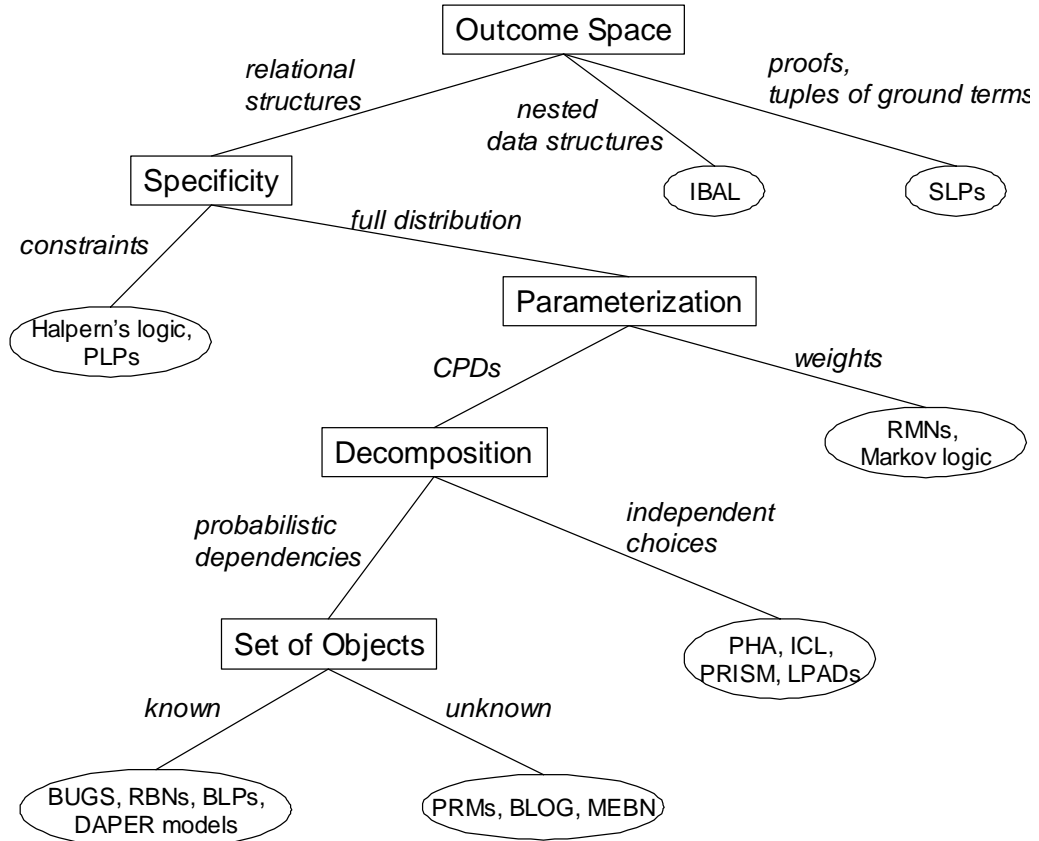 Outcome Space
relational
structures
proofs,
tuples of ground terms
nested
data structures
Specificity
IBAL
SLPs
constraints
full distribution
Parameterization
Halpern's logic,
PLPs
CPDs
weights
RMNs,
Markov logic
Decomposition
probabilistic
dependencies
independent
choices
Set of Objects
PHA, ICL,
PRISM, LPADs
known
unknown
BUGS, RBNs, BLPs,
DAPER models
PRMs, BLOG, MEBN